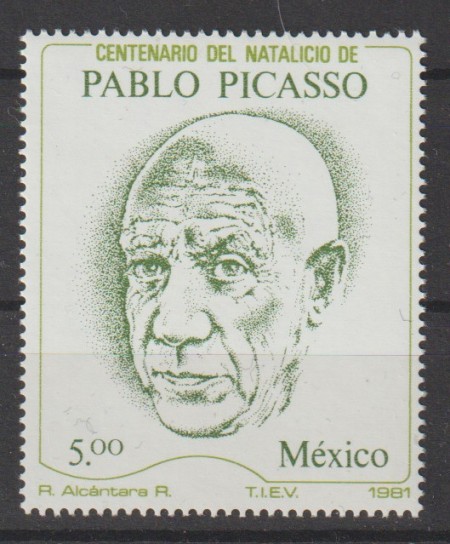 CENTENARIO DEL NATALICIO DE
PABLO PICASSO
5.00 México
R. Alcántara R. T.I.E.V. 1981